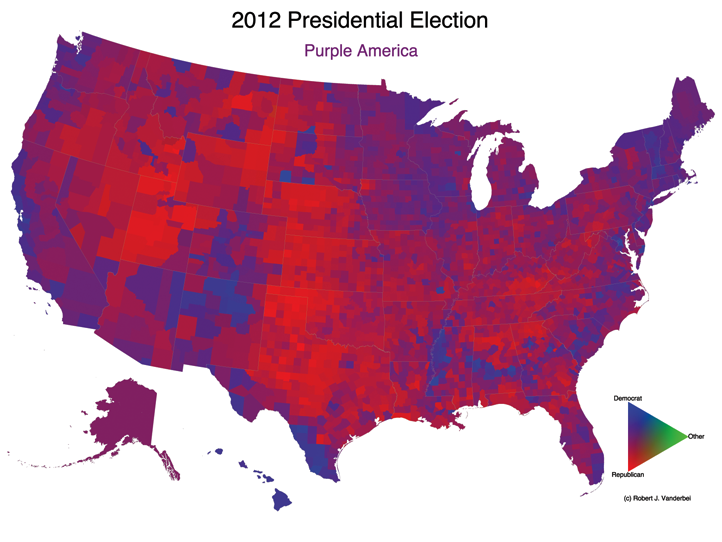 2012 Presidential Election
Purple America
Democrat
Other
Republican
(c) Robert J. Vanderbei